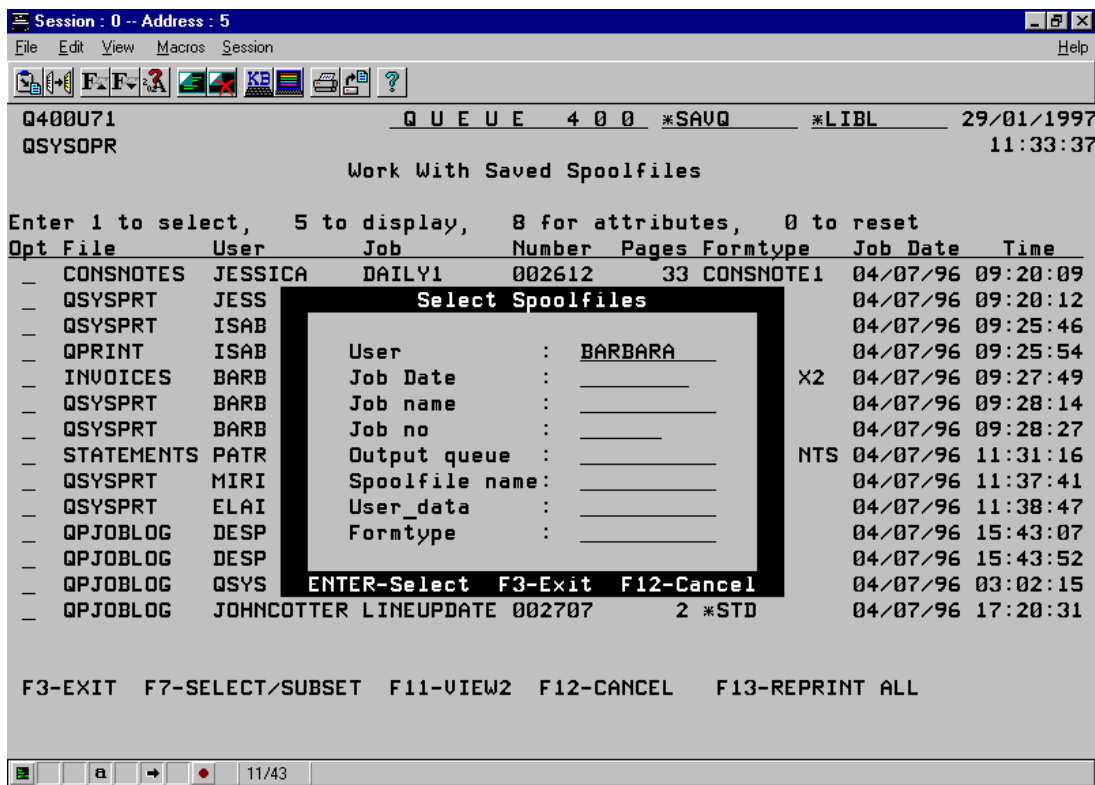 Session : 0 -- Address : 5
File Edit View Macros Session Help
KB
Q400U71 Q U E U E 4 0 0 *SAVQ *LIBL 29/01/1997
QSYSOPR 11:33:37
Work With Saved Spoolfiles
Enter 1 to select, 5 to display, 8 for attributes, 0 to reset
Opt File User Job Number Pages Formtype Job Date Time
_ CONSNOTES JESSICA DAILY1 002612 33 CONSNOTE1 04/07/96 09:20:09
_ QSYSPRT JESS Select Spoolfiles 04/07/96 09:20:12
_ QSYSPRT ISAB 04/07/96 09:25:46
_ QPRINT ISAB User : BARBARA 04/07/96 09:25:54
_ INVOICES BARB Job Date : X2 04/07/96 09:27:49
_ QSYSPRT BARB Job name : 04/07/96 09:28:14
_ QSYSPRT BARB Job no : 04/07/96 09:28:27
_ STATEMENTS PATR Output queue : NTS 04/07/96 11:31:16
_ QSYSPRT MIRI Spoolfile name: 04/07/96 11:37:41
_ QSYSPRT ELAI User_data : 04/07/96 11:38:47
_ QPJOBLOG DESP Formtype : 04/07/96 15:43:07
_ QPJOBLOG DESP 04/07/96 15:43:52
_ QPJOBLOG QSYS ENTER-Select F3-Exit F12-Cancel 04/07/96 03:02:15
_ QPJOBLOG JOHNCOTTER LINEUPDATE 002707 2 *STD 04/07/96 17:20:31
F3-EXIT F7-SELECT/SUBSET F11-VIEW2 F12-CANCEL F13-REPRINT ALL
a 11/43